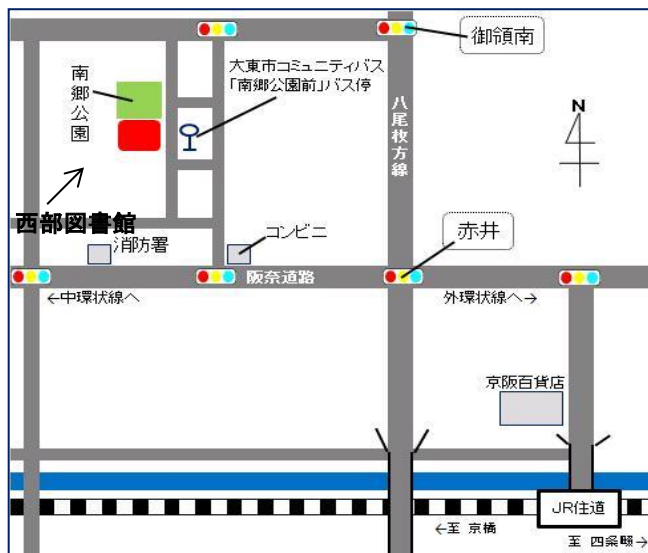 御領南
大東市コミュニティバス
「南郷公園前」バス停
南郷公園
八尾枚方線
N
西部図書館
消防署
コンビニ
赤井
阪奈道路
←中環状線へ
外環状線へ→
京阪百貨店
JR住道
←至 京橋
至 四条畷→